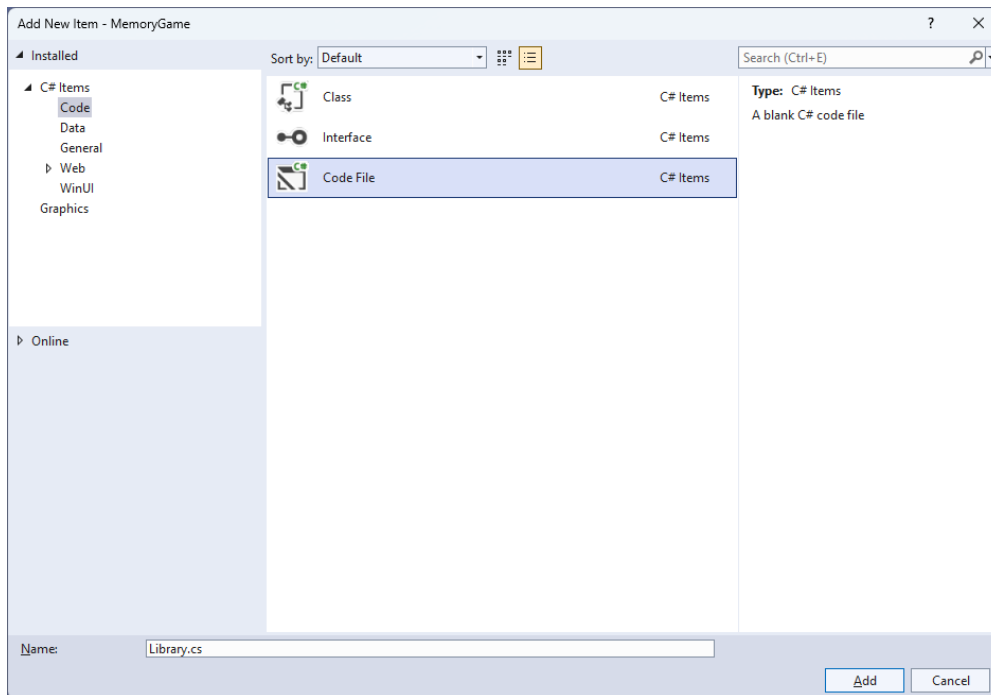 Add New Item - MemoryGame
? ×
Installed
Sort by: Default
Search (Ctrl+E)
C# Items
Code
Data
General
Web
WinUI
Graphics
Online
C# Class C# Items
Interface C# Items
C# Code File C# Items
Type: C# Items
A blank C# code file
Name: Library.cs
Add Cancel